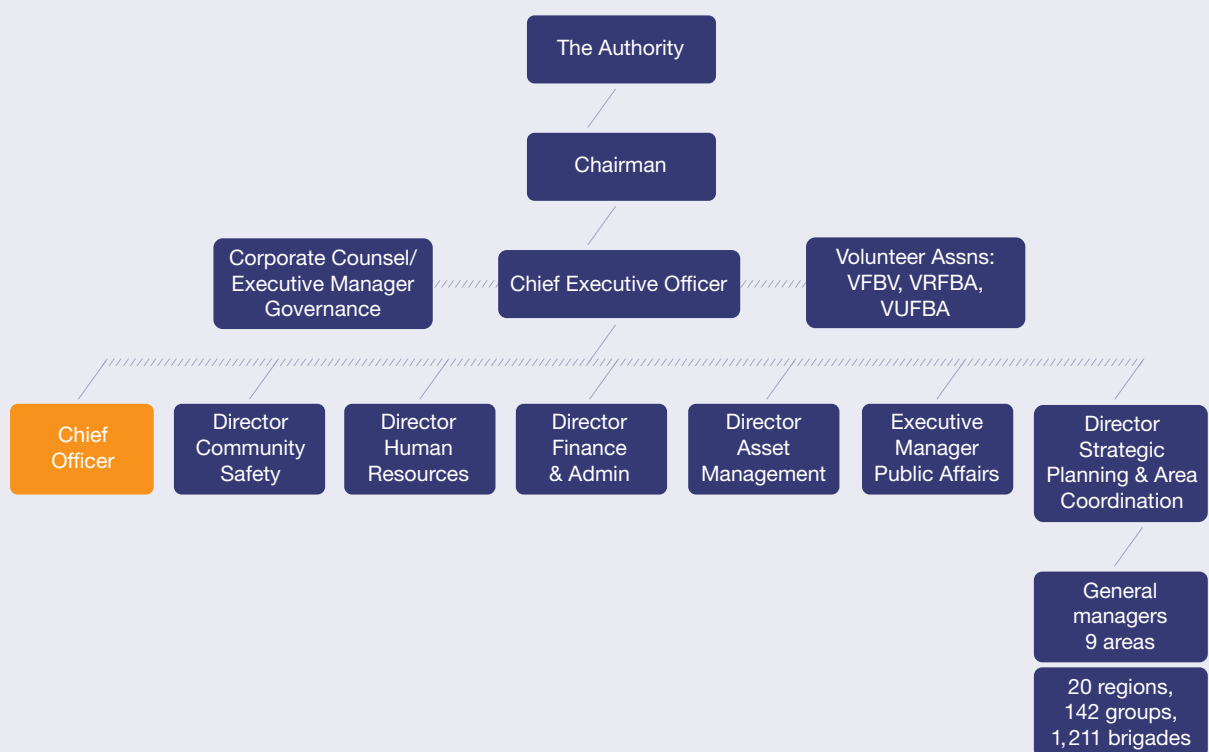 The Authority
Chairman
Corporate Counsel/
Executive Manager
Governance
Chief Executive Officer
Volunteer Assns:
VFBV, VRFBA,
VUFBA
Chief
Officer
Director
Community
Safety
Director
Human
Resources
Director
Finance
& Admin
Director
Asset
Management
Executive
Manager
Public Affairs
Director
Strategic
Planning & Area
Coordination
General
managers
9 areas
20 regions,
142 groups,
1,211 brigades